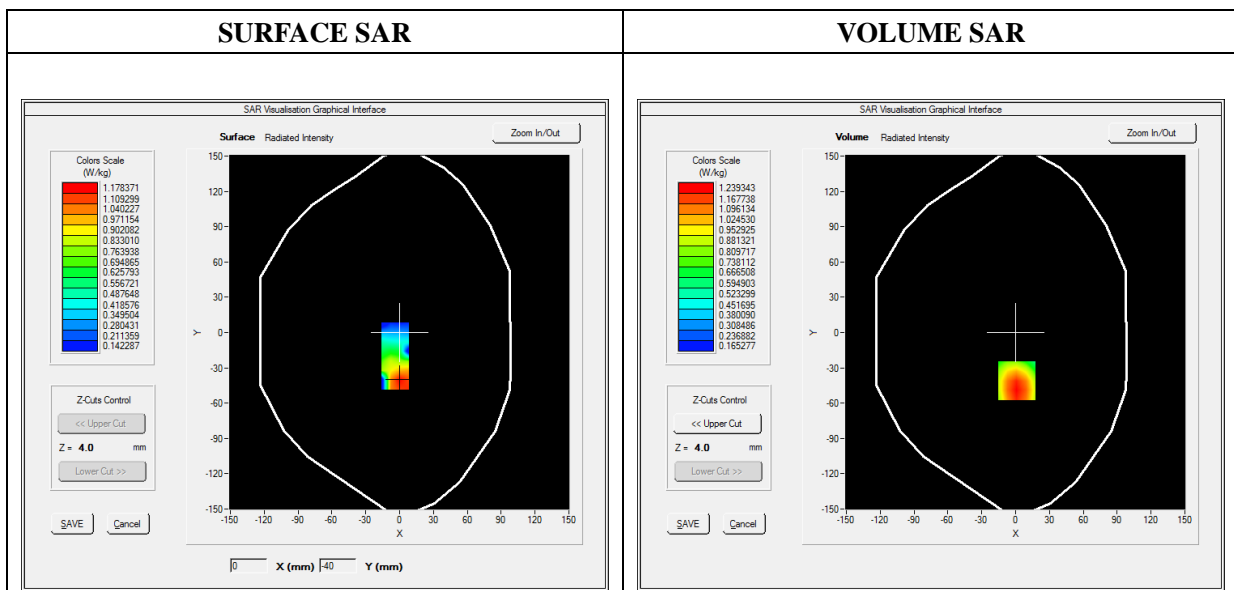 SURFACE SAR
VOLUME SAR
SAR Visualisation Graphical Interface
Surface Radiated Intensity
Zoom In/Out
Colors Scale
(W/kg)
1.178371
1.109299
1.040227
0.971154
0.902082
0.833010
0.763938
0.694865
0.625793
0.556721
0.487648
0.418576
0.349504
0.280431
0.211359
0.142287
Z-Cuts Control
<< Upper Cut
Z = 4.0 mm
Lower Cut >>
SAVE Cancel
150
120
90
60
30
0
-30
-60
-90
-120
-150
Y
-150 -120 -90 -60 -30 0 30 60 90 120 150
X
0 X (mm) -40 Y (mm)
SAR Visualisation Graphical Interface
Volume Radiated Intensity
Zoom In/Out
Colors Scale
(W/kg)
1.239343
1.167738
1.096134
1.024530
0.952925
0.881321
0.809717
0.738112
0.666508
0.594903
0.523299
0.451695
0.380090
0.308486
0.236882
0.165277
Z-Cuts Control
<< Upper Cut
Z = 4.0 mm
Lower Cut >>
SAVE Cancel
150
120
90
60
30
0
-30
-60
-90
-120
-150
Y
-150 -120 -90 -60 -30 0 30 60 90 120 150
X